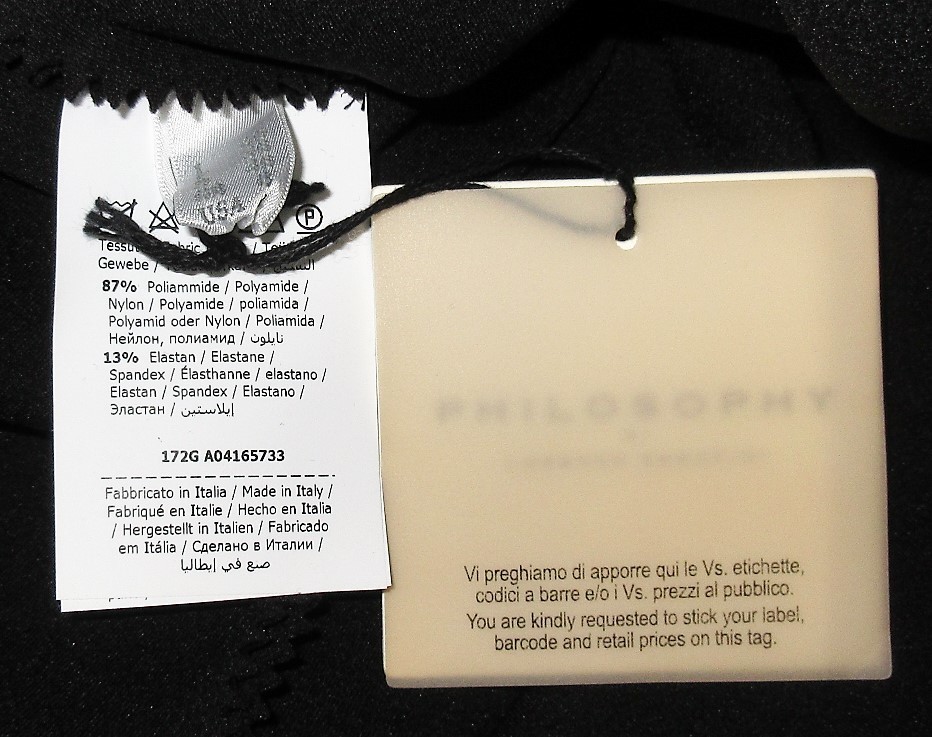 P
Gewebe /
87% Poliammide / Polyamide /
Nylon / Polyamide / poliamida /
Polyamid oder Nylon / Poliamida /
Нейлон, полиамид / نايلون
13% Elastan / Elastane /
Spandex / Élasthanne / elastano /
Elastan / Spandex / Elastano /
Эластан / إيلاستين
172G A04165733
Fabbricato in Italia / Made in Italy /
Fabriqué en Italie / Hecho en Italia
/ Hergestellt in Italien / Fabricado
em Itália / Сделано в Италии /
صنع في إيطاليا
PHILOSOPHY
Vi preghiamo di apporre qui le Vs. etichette,
codici a barre e/o i Vs. prezzi al pubblico.
You are kindly requested to stick your label,
barcode and retail prices on this tag.